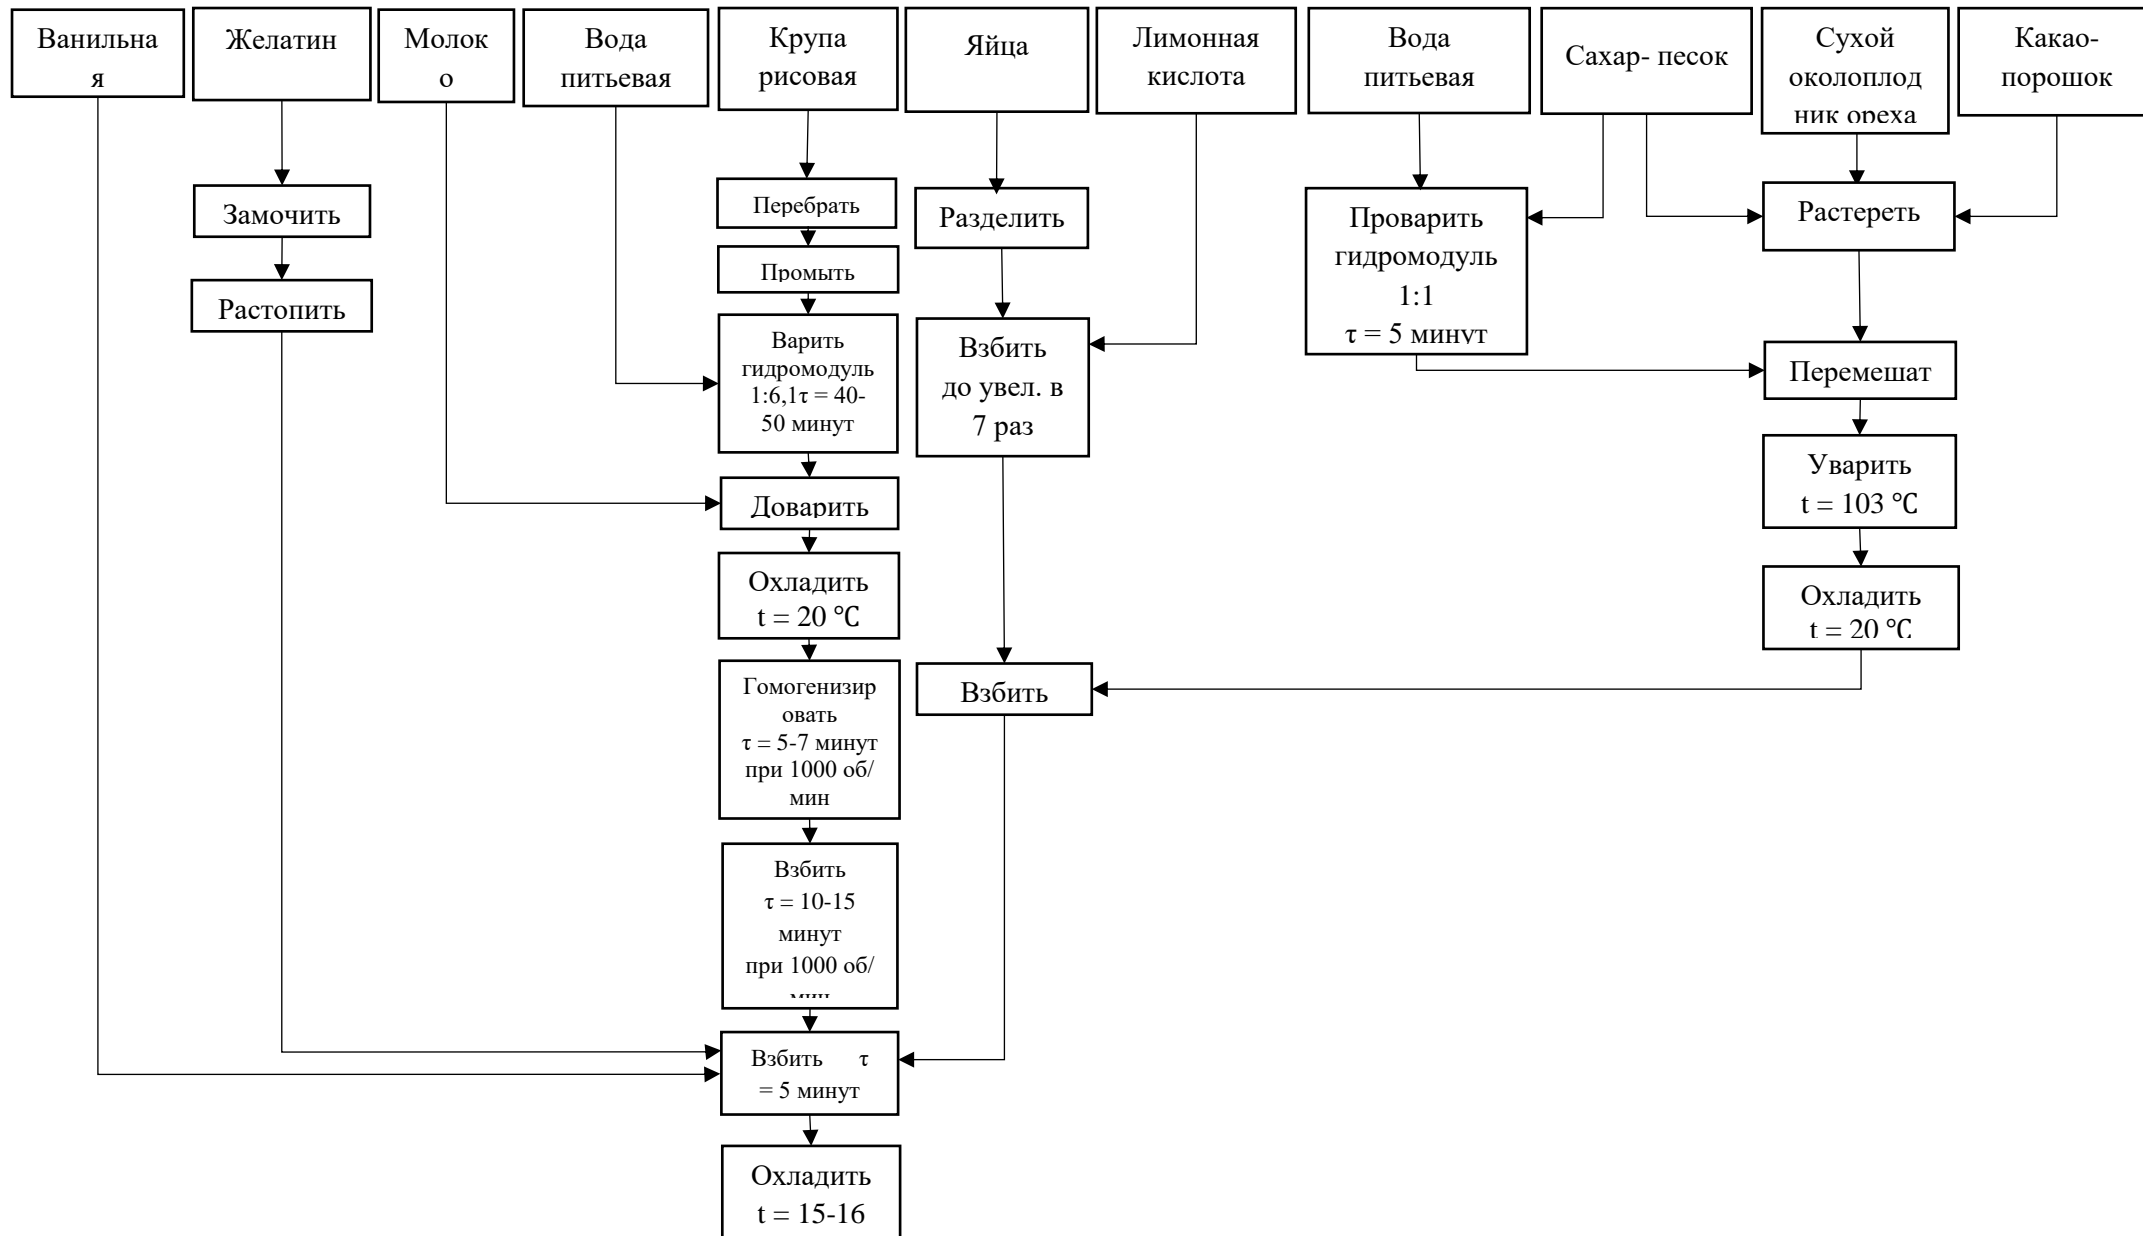 Ванильна
я
Желатин
Молок
о
Вода
питьевая
Крупа
рисовая
Яйца
Лимонная
кислота
Вода
питьевая
Сахар- песок
Сухой
околоплод
ник ореха
Какао-
порошок
Замочить
Растопить
Перебрать
Промыть
Варить
гидромодуль
1:6,1τ = 40-
50 минут
Доварить
Охладить
t = 20 ℃
Гомогенизир
овать
τ = 5-7 минут
при 1000 об/
мин
Взбить
τ = 10-15
минут
при 1000 об/
мин
Взбить τ
= 5 минут
Охладить
t = 15-16
Разделить
Взбить
до увел. в
7 раз
Взбить
Проварить
гидромодуль
1:1
τ = 5 минут
Растереть
Перемешат
Уварить
t = 103 ℃
Охладить
t = 20 ℃